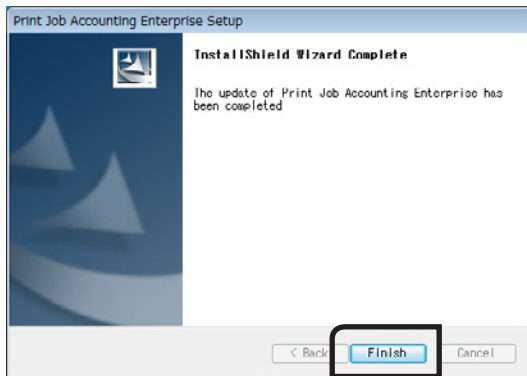 Print Job Accounting Enterprise Setup
InstallShield Wizard Complete
The update of Print Job Accounting Enterprise has
been completed
< Back
Finish
Cancel